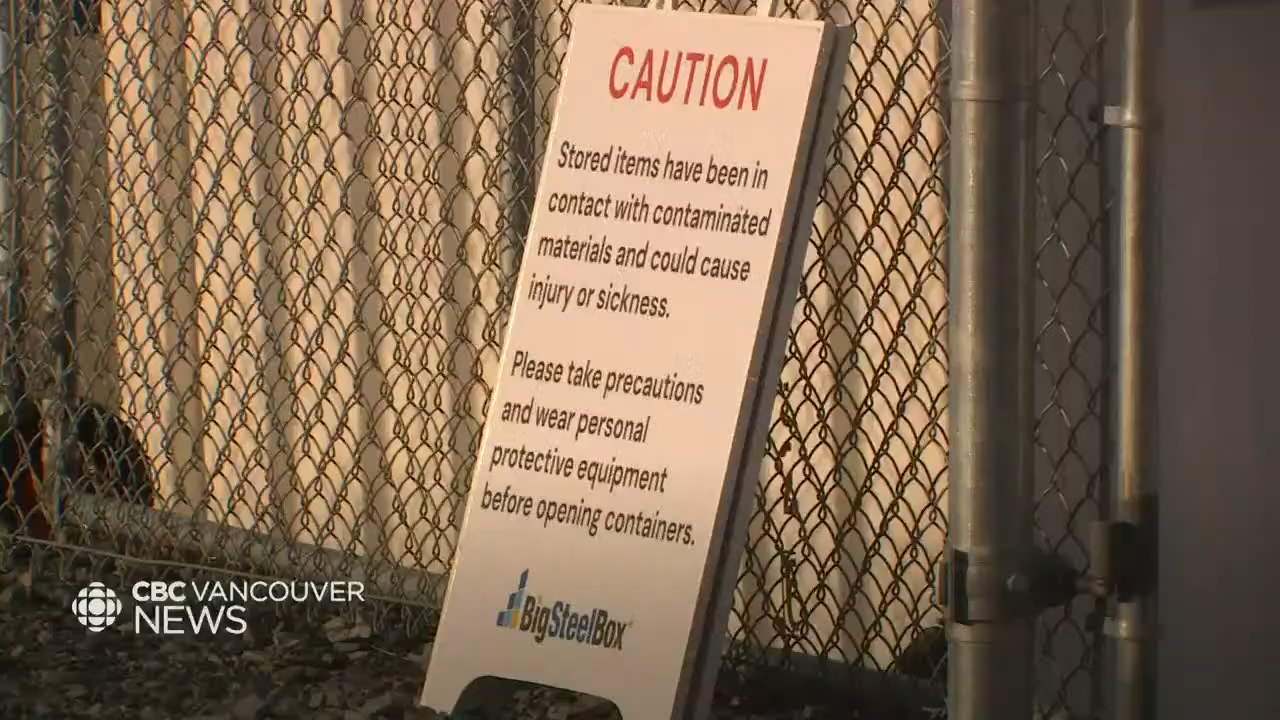 CAUTION
Stored items have been in
contact with contaminated
materials and could cause
injury or sickness.
Please take precautions
and wear personal
protective equipment
before opening containers.
BigSteelBox
CBC VANCOUVER
NEWS